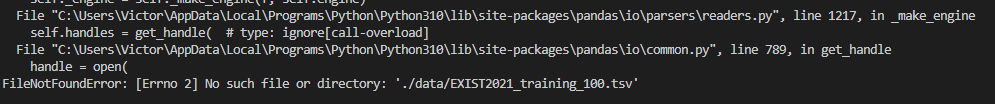 self._engine = self._make_engine(f, self.engine)
File "C:\Users\Victor\AppData\Local\Programs\Python\Python310\lib\site-packages\pandas\io\parsers\readers.py", line 1217, in _make_engine
self.handles = get_handle(  # type: ignore[call-overload]
File "C:\Users\Victor\AppData\Local\Programs\Python\Python310\lib\site-packages\pandas\io\common.py", line 789, in get_handle
handle = open(
FileNotFoundError: [Errno 2] No such file or directory: './data/EXIST2021_training_100.tsv'